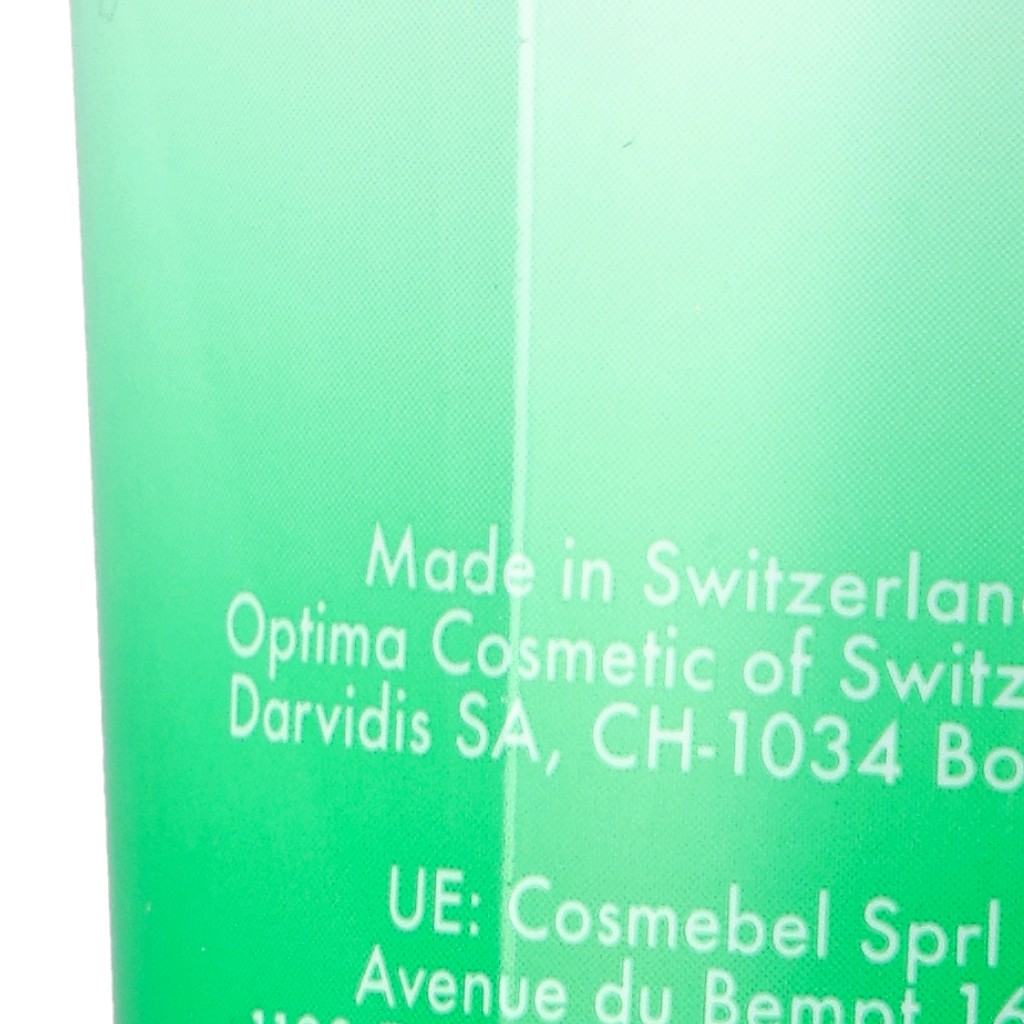 Made in Switzerlan
Optima Cosmetic of Switz
Darvidis SA, CH-1034 Bo
UE: Cosmebel Sprl
Avenue du Bempt 16